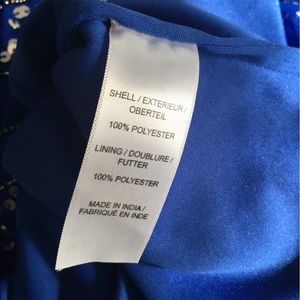 SHELL / EXTERIEUR /
OBERTEIL
100% POLYESTER
LINING / DOUBLURE /
FUTTER
100% POLYESTER
MADE IN INDIA /
FABRIQUÉ EN INDE